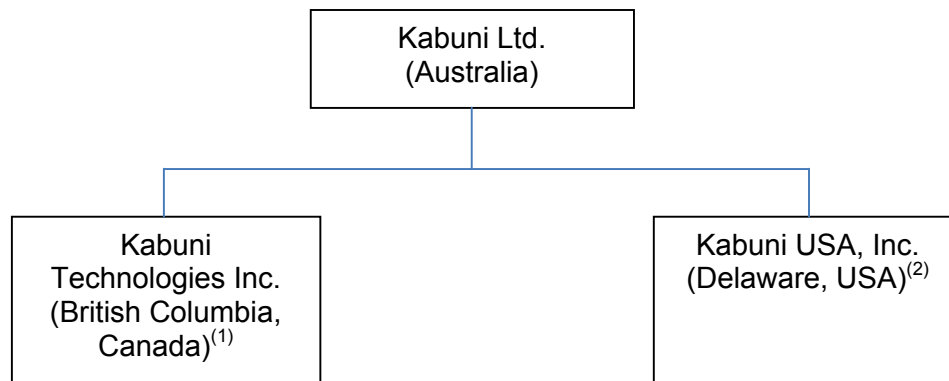 Kabuni Ltd.
(Australia)
Kabuni
Technologies Inc.
(British Columbia,
Canada)(1)
Kabuni USA, Inc.
(Delaware, USA)(2)